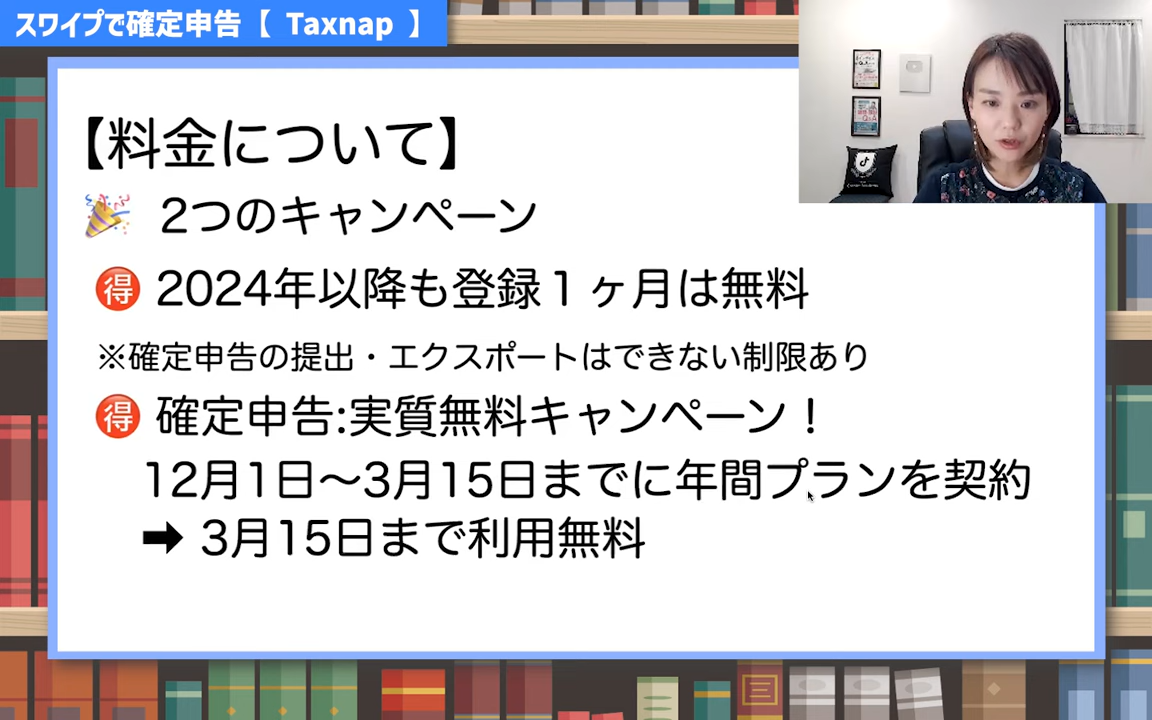 スワイプで確定申告【 Taxnap 】
【料金について】
🎉 2つのキャンペーン
🉐 2024年以降も登録１ヶ月は無料
※確定申告の提出・エクスポートはできない制限あり
🉐 確定申告:実質無料キャンペーン！
12月1日〜3月15日までに年間プランを契約
➡ 3月15日まで利用無料